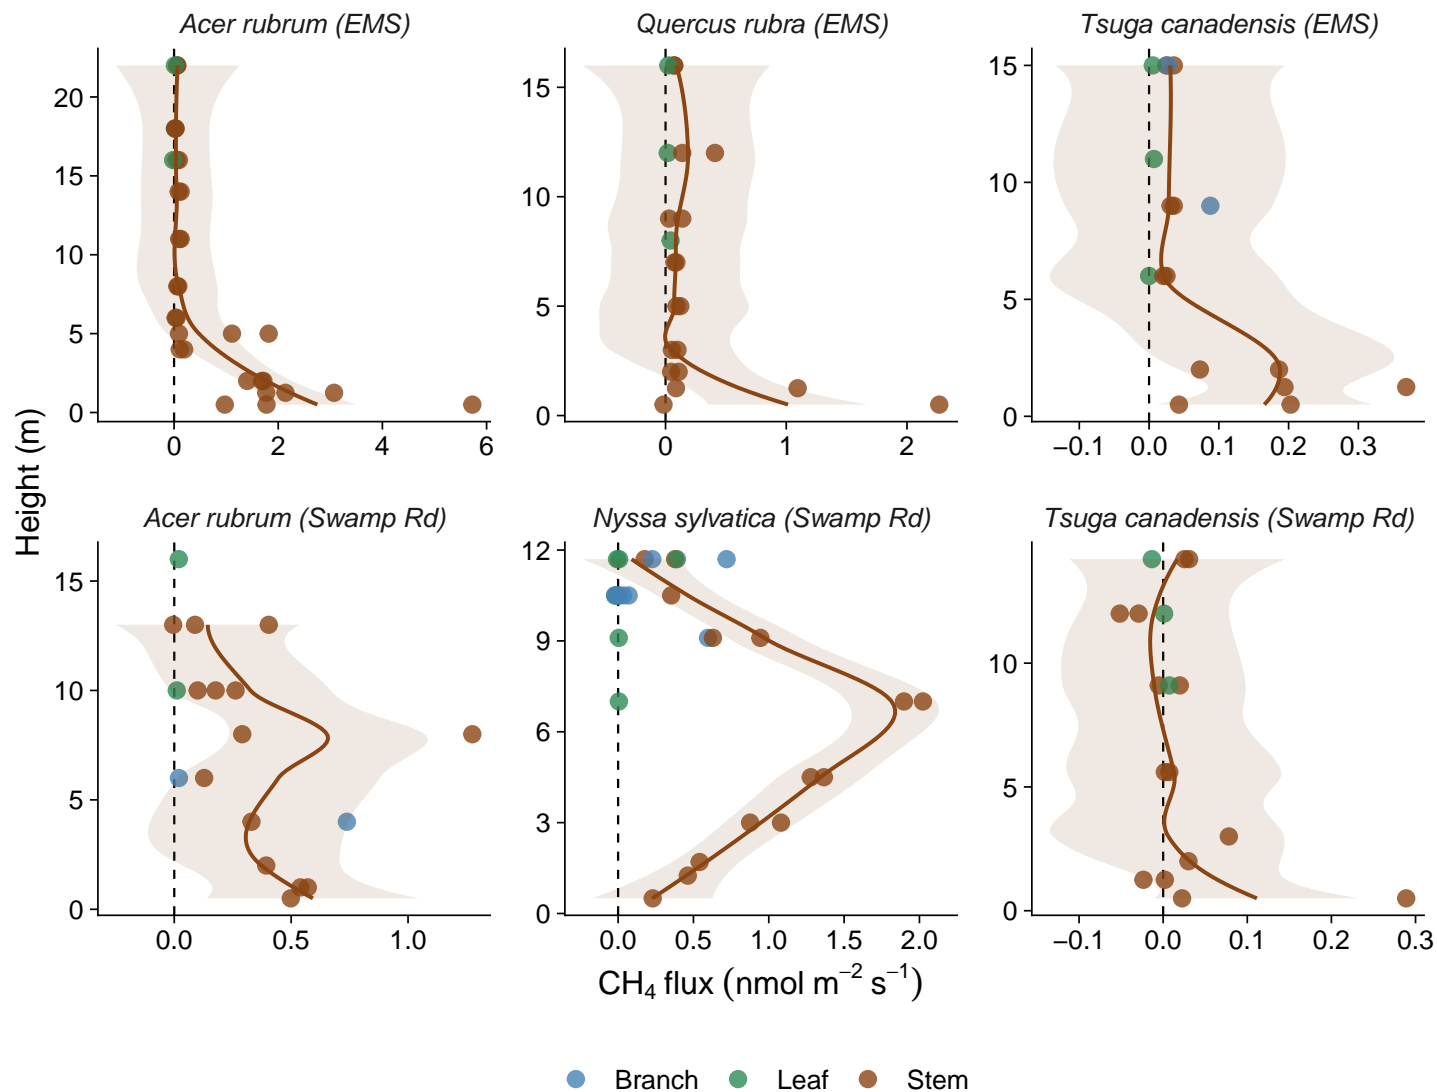 Acer rubrum (EMS)
Quercus rubra (EMS)
Tsuga canadensis (EMS)
20
15
10
5
0
0 2 4 6
15
10
5
0
0 1 2
15
10
5
0
−0.1 0.0 0.1 0.2 0.3
Height (m)
Acer rubrum (Swamp Rd)
Nyssa sylvatica (Swamp Rd)
Tsuga canadensis (Swamp Rd)
15
10
5
0
0.0 0.5 1.0
12
9
6
3
0
0.0 0.5 1.0 1.5 2.0
10
5
0
−0.1 0.0 0.1 0.2 0.3
CH₄ flux (nmol m⁻² s⁻¹)
Branch Leaf Stem